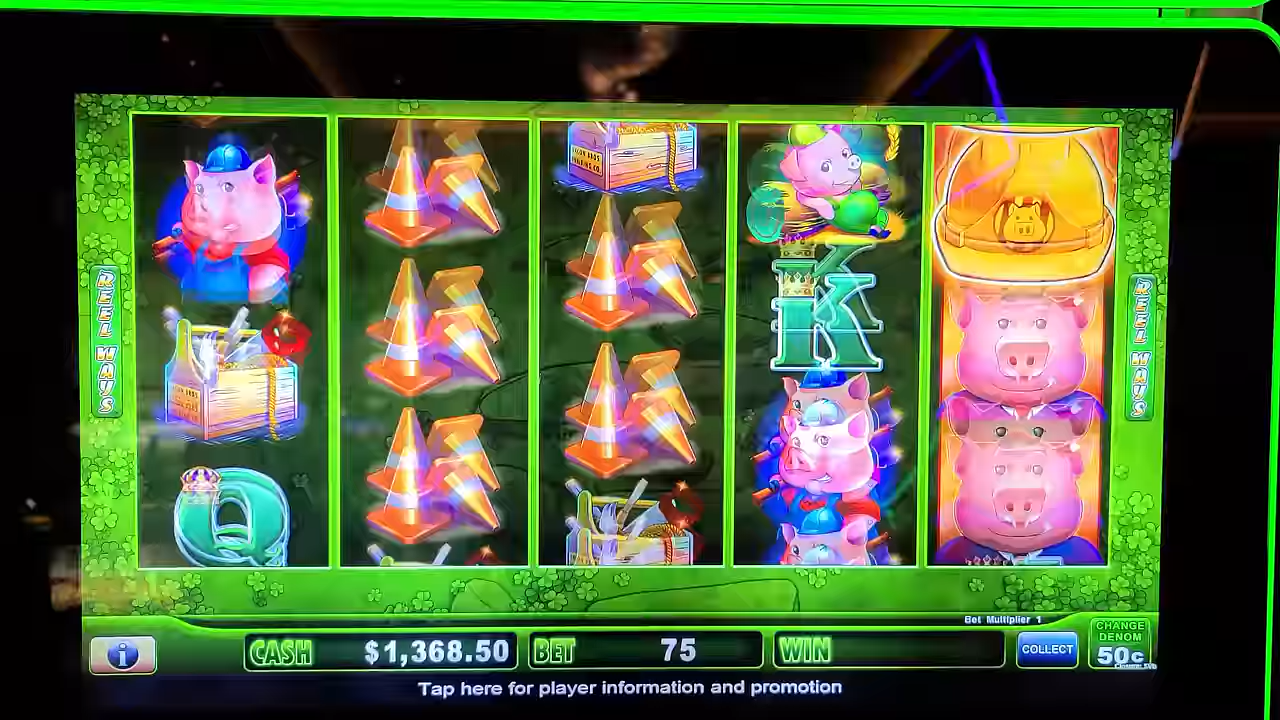 REEL WAYS
REEL WAYS
K
Q
Bet Multiplier 1
CASH $1,368.50
BET 75
WIN
COLLECT
CHANGE
DENOM
50¢
Tap here for player information and promotion